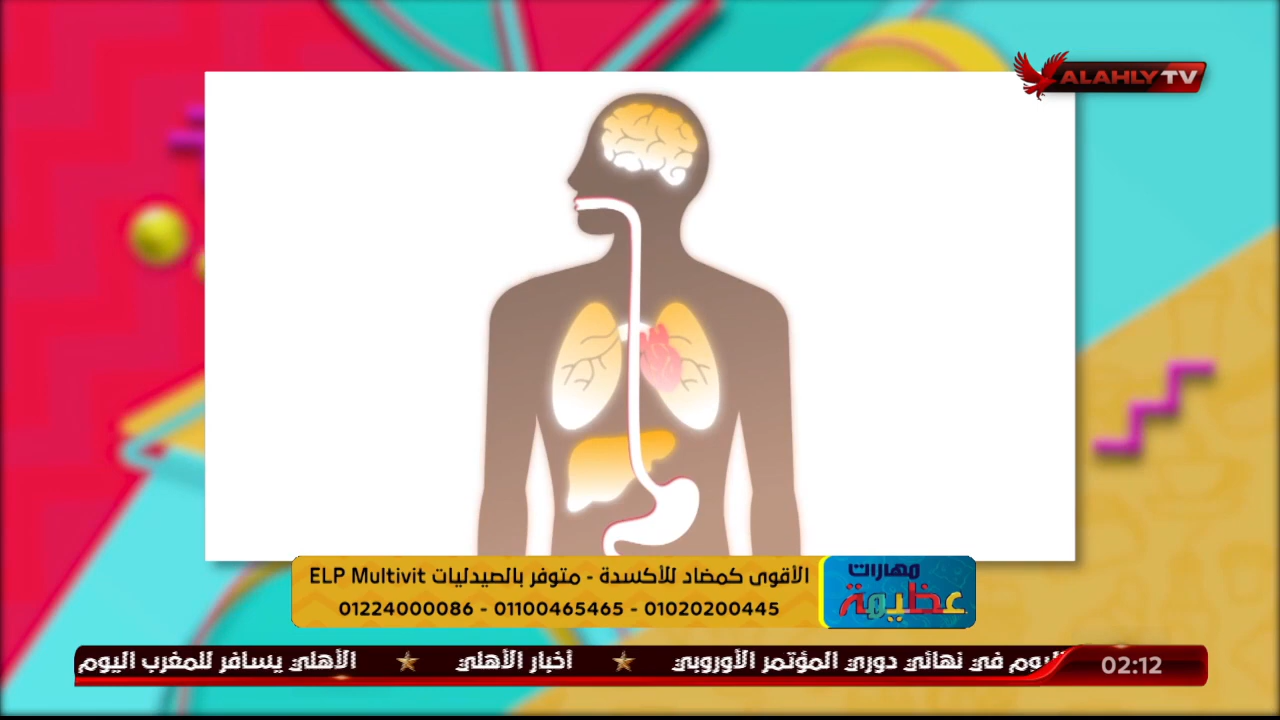 ALAHLY TV
الأقوى كمضاد للأكسدة - متوفر بالصيدليات ELP Multivit
01224000086 - 01100465465 - 01020200445
مهارات
عظيمة
في نهائي دوري المؤتمر الأوروبي ★ أخبار الأهلي ★ الأهلي يسافر للمغرب اليوم
02:12